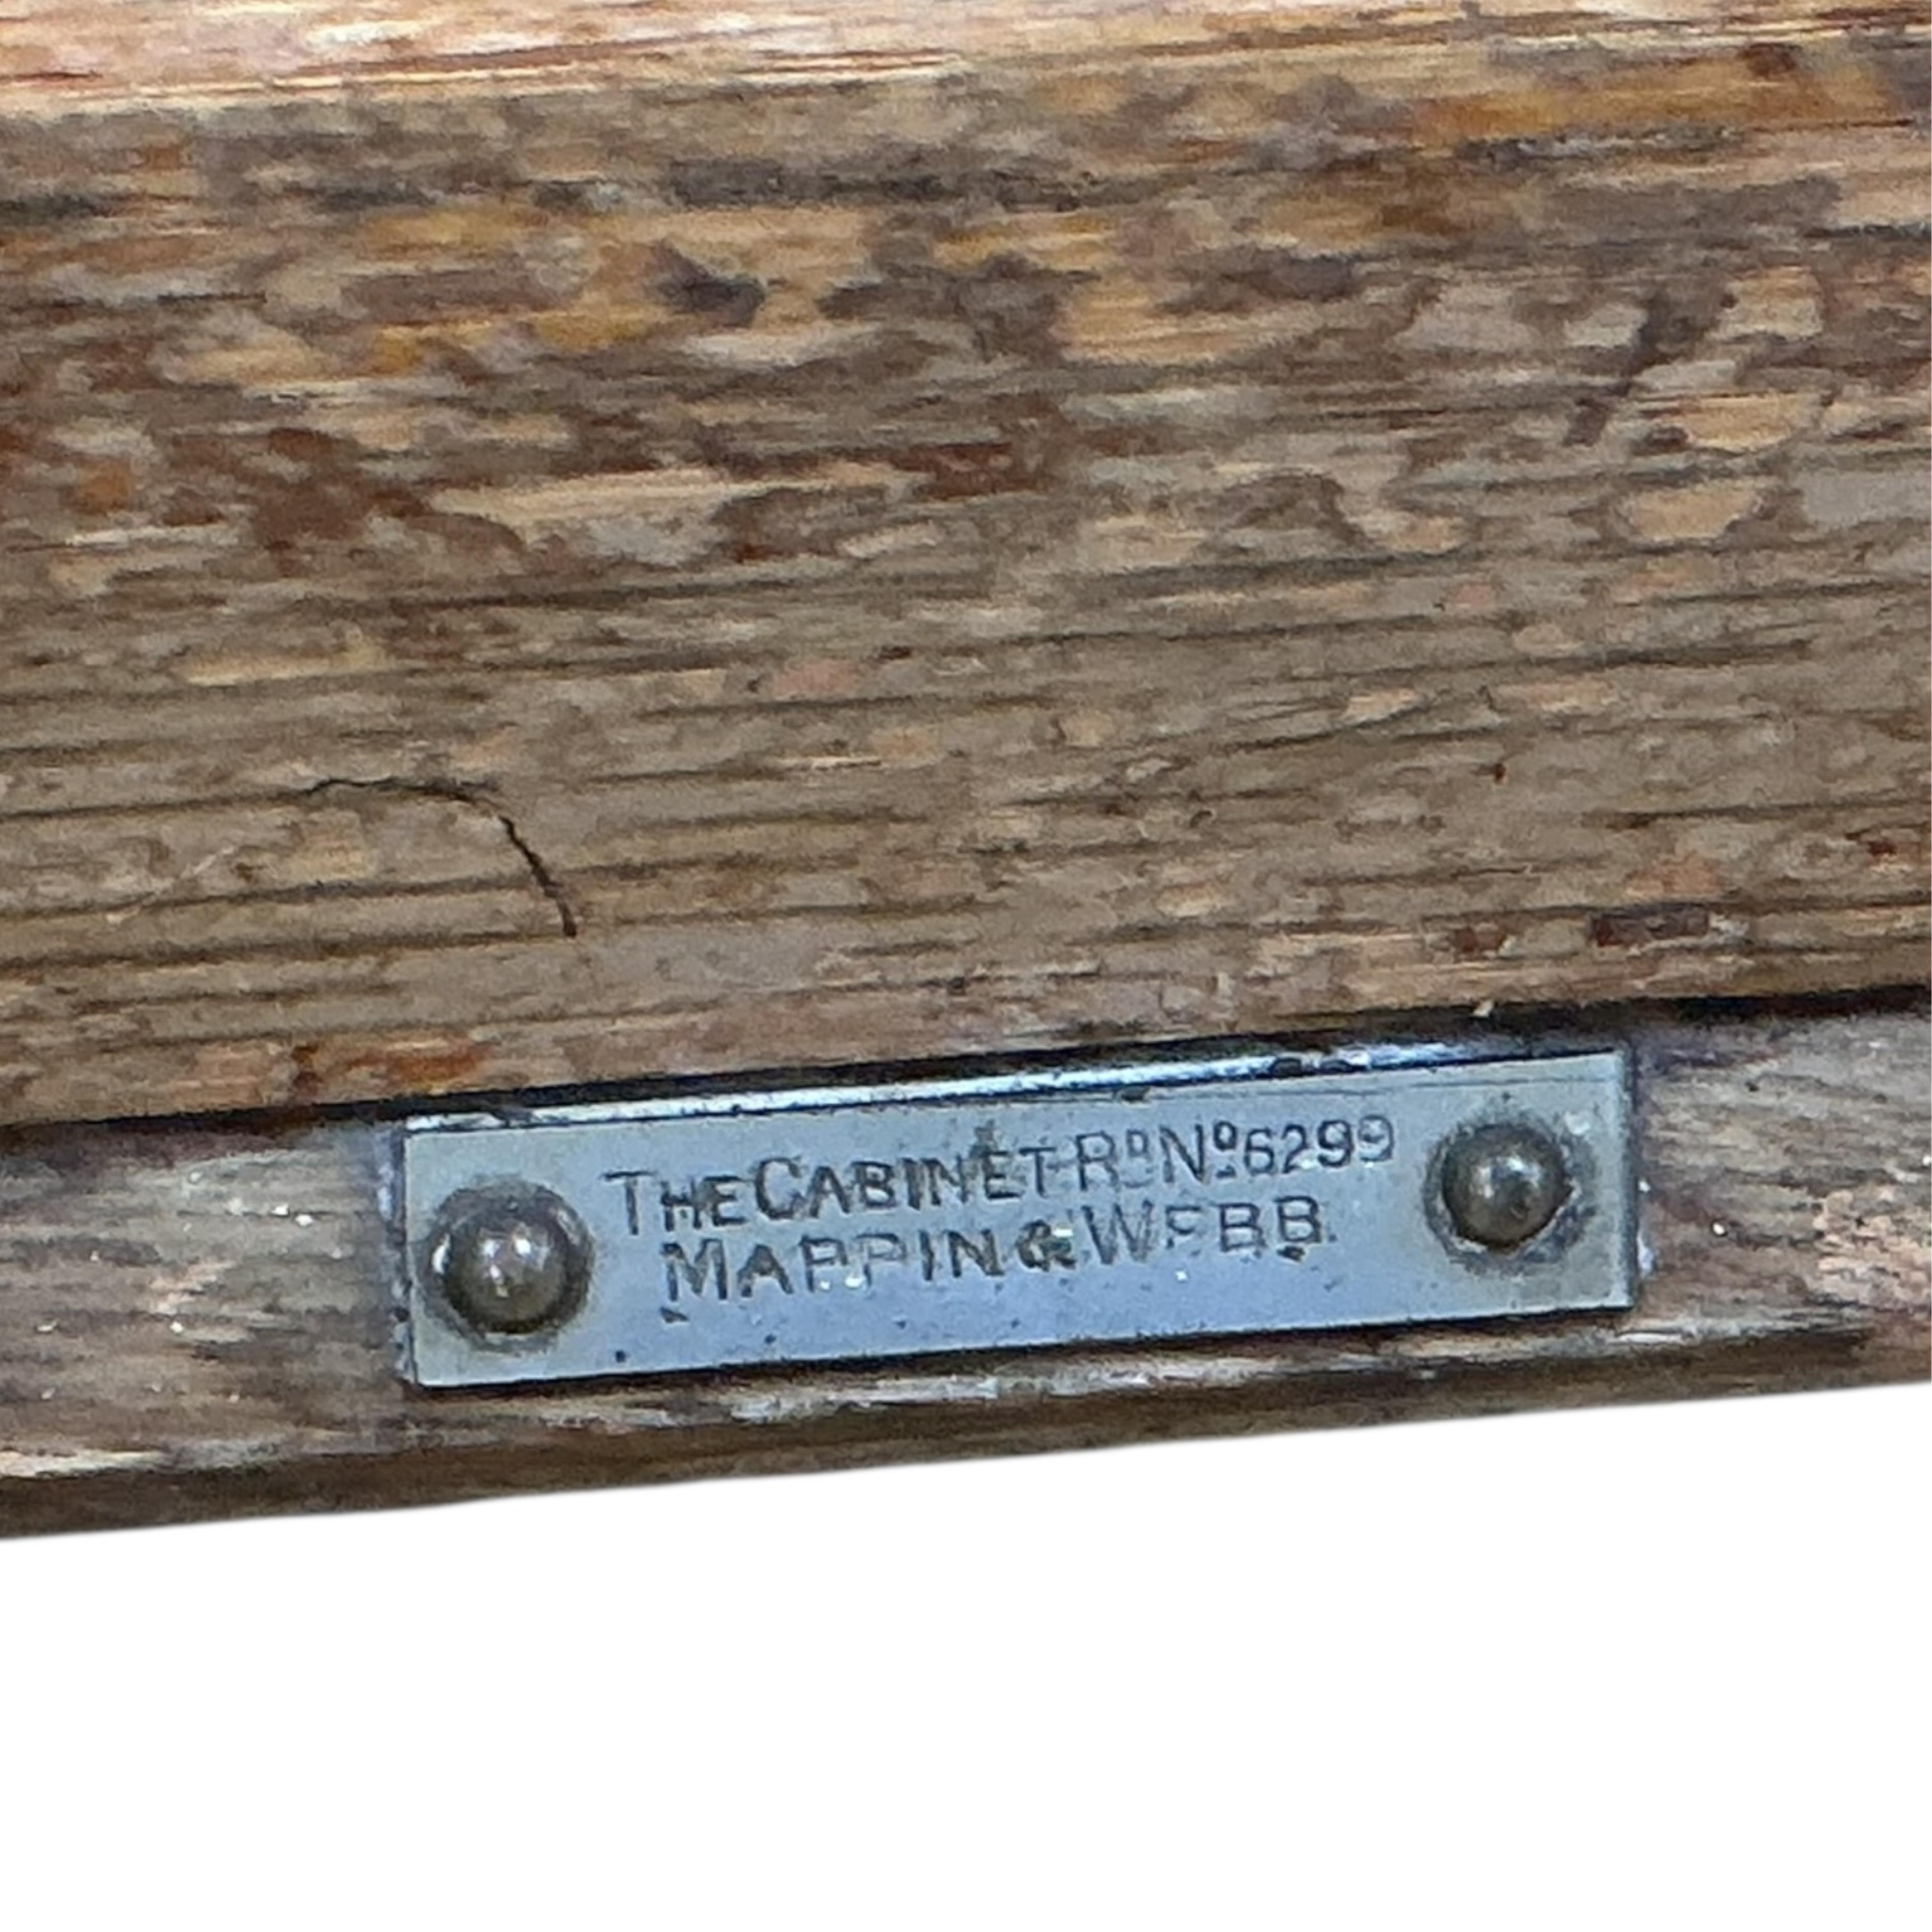 THE CABINET Rᴰ Nº 6299
MAPPIN & WEBB